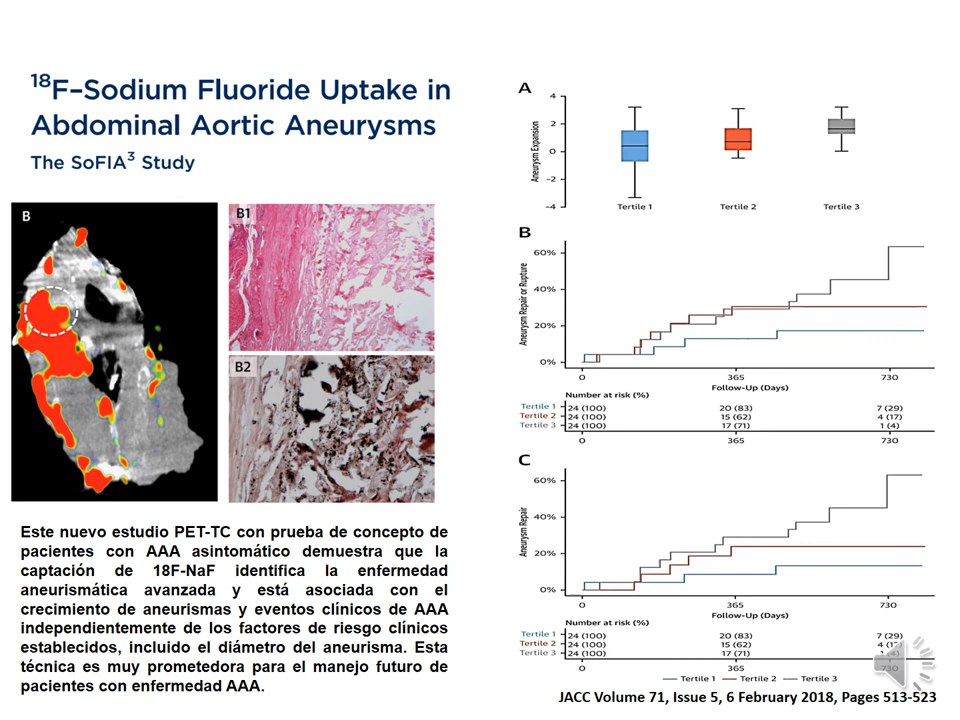 18F–Sodium Fluoride Uptake in
Abdominal Aortic Aneurysms
The SoFIA3 Study
B
B1
B2
Este nuevo estudio PET-TC con prueba de concepto de
pacientes con AAA asintomático demuestra que la
captación de 18F-NaF identifica la enfermedad
aneurismática avanzada y está asociada con el
crecimiento de aneurismas y eventos clínicos de AAA
independientemente de los factores de riesgo clínicos
establecidos, incluido el diámetro del aneurisma. Esta
técnica es muy prometedora para el manejo futuro de
pacientes con enfermedad AAA.
A
Aneurysm Expansion
4
2
0
−2
−4
Tertile 1 Tertile 2 Tertile 3
B
Aneurysm Repair or Rupture
60%
40%
20%
0%
0 365 730
Follow-Up (Days)
Number at risk (%)
Tertile 1 24 (100) 20 (83) 7 (29)
Tertile 2 24 (100) 15 (62) 4 (17)
Tertile 3 24 (100) 17 (71) 1 (4)
0 365 730
C
Aneurysm Repair
60%
40%
20%
0%
0 365 730
Follow-Up (Days)
Number at risk (%)
Tertile 1 24 (100) 20 (83) 7 (29)
Tertile 2 24 (100) 15 (62) 4
Tertile 3 24 (100) 17 (71)
0 365 730
Tertile 1 Tertile 2 Tertile 3
JACC Volume 71, Issue 5, 6 February 2018, Pages 513-523